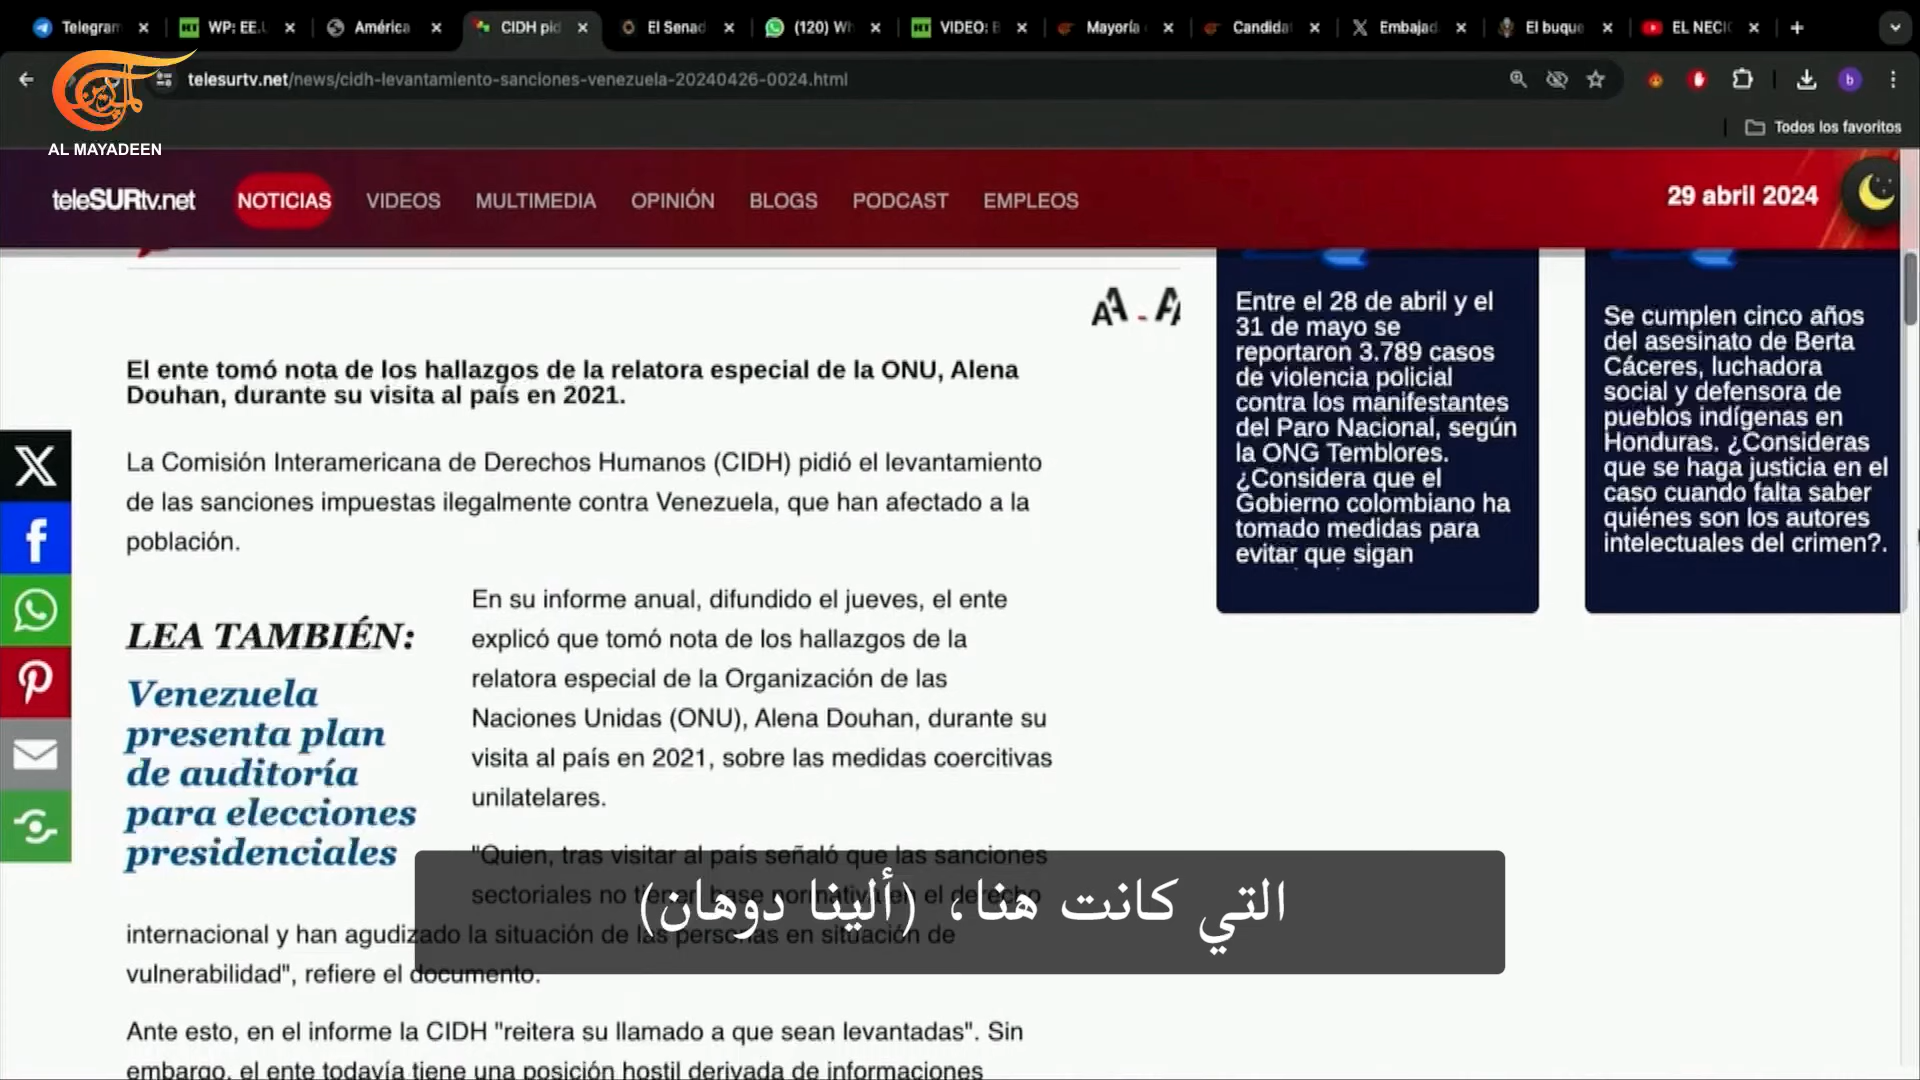 Telegram
WP: EE.
América
CIDH pid
El Senad
(120) Wh
VIDEO: B
Mayoría
Candida
Embajad
El buque
EL NECI
telesurtv.net/news/cidh-levantamiento-sanciones-venezuela-20240426-0024.html
b
المیادین
AL MAYADEEN
Todos los favoritos
teleSURtv.net
NOTICIAS
VIDEOS
MULTIMEDIA
OPINIÓN
BLOGS
PODCAST
EMPLEOS
29 abril 2024
AA - A
El ente tomó nota de los hallazgos de la relatora especial de la ONU, Alena
Douhan, durante su visita al país en 2021.
La Comisión Interamericana de Derechos Humanos (CIDH) pidió el levantamiento
de las sanciones impuestas ilegalmente contra Venezuela, que han afectado a la
población.
LEA TAMBIÉN:
Venezuela
presenta plan
de auditoría
para elecciones
presidenciales
En su informe anual, difundido el jueves, el ente
explicó que tomó nota de los hallazgos de la
relatora especial de la Organización de las
Naciones Unidas (ONU), Alena Douhan, durante su
visita al país en 2021, sobre las medidas coercitivas
unilatelares.
"Quien, tras visitar al país señaló que las sanciones
sectoriales no tienen base normativa en el derecho
internacional y han agudizado la situación de las personas en situación de
vulnerabilidad", refiere el documento.
Ante esto, en el informe la CIDH "reitera su llamado a que sean levantadas". Sin
embargo, el ente todavía tiene una posición hostil derivada de informaciones
Entre el 28 de abril y el
31 de mayo se
reportaron 3.789 casos
de violencia policial
contra los manifestantes
del Paro Nacional, según
la ONG Temblores.
¿Considera que el
Gobierno colombiano ha
tomado medidas para
evitar que sigan
Se cumplen cinco años
del asesinato de Berta
Cáceres, luchadora
social y defensora de
pueblos indígenas en
Honduras. ¿Consideras
que se haga justicia en el
caso cuando falta saber
quiénes son los autores
intelectuales del crimen?.
التي كانت هنا، (ألينا دوهان)